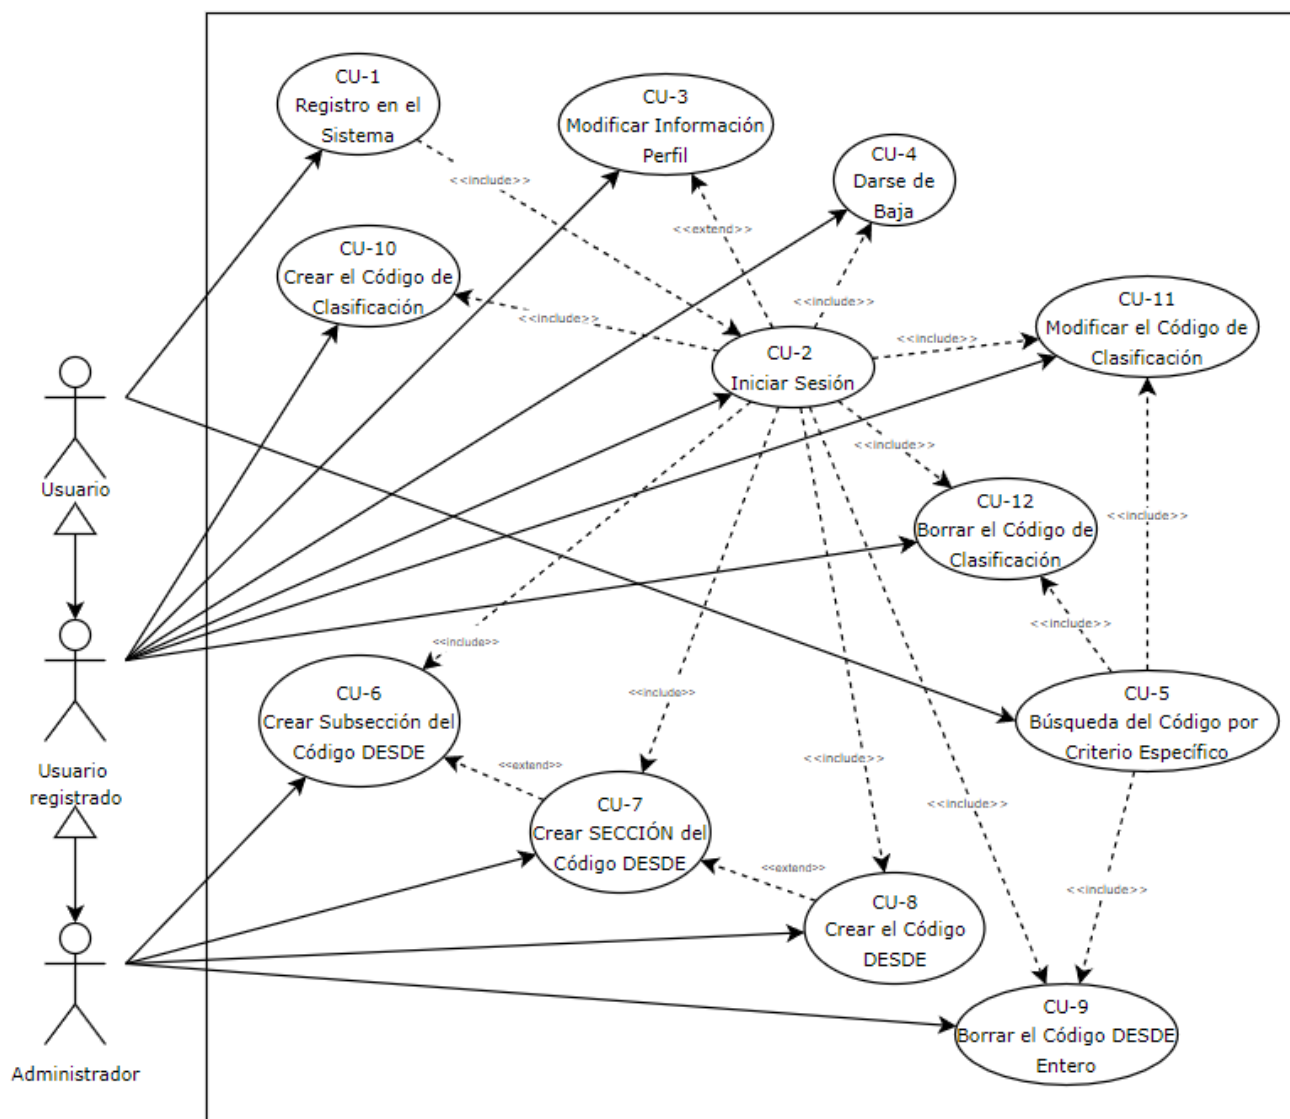 CU-1
Registro en el
Sistema
CU-3
Modificar Información
Perfil
CU-4
Darse de
Baja
<<include>>
<<extend>>
CU-10
Crear el Código de
Clasificación
<<include>>
<<include>>
CU-11
Modificar el Código de
Clasificación
<<include>>
CU-2
Iniciar Sesión
<<include>>
Usuario
CU-12
Borrar el Código de
Clasificación
<<include>>
<<include>>
<<include>>
<<include>>
CU-6
Crear Subsección del
Código DESDE
CU-5
Búsqueda del Código por
Criterio Específico
Usuario
registrado
<<extend>>
<<include>>
<<include>>
CU-7
Crear SECCIÓN del
Código DESDE
<<extend>>
<<include>>
CU-8
Crear el Código
DESDE
CU-9
Borrar el Código DESDE
Entero
Administrador